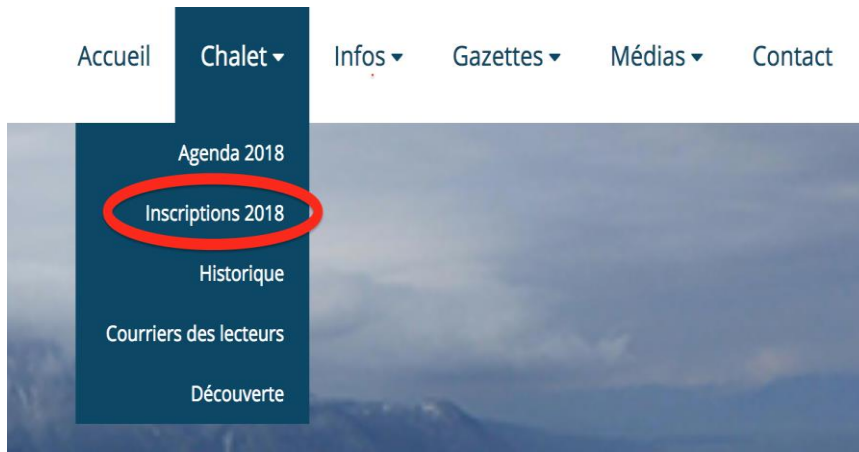 Accueil Chalet Infos Gazettes Médias Contact
Agenda 2018
Inscriptions 2018
Historique
Courriers des lecteurs
Découverte